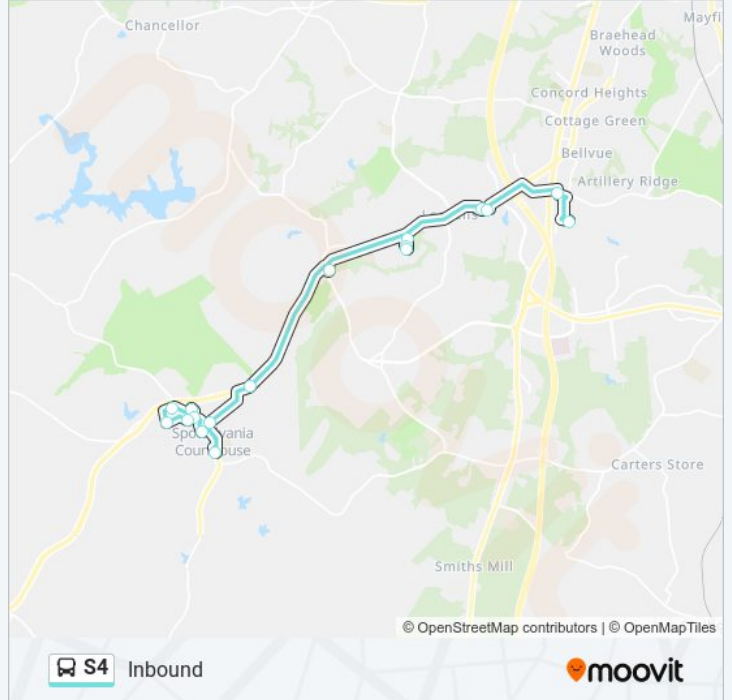 Chancellor
Mayfi
Braehead
Woods
Concord Heights
Cottage Green
Bellvue
Artillery Ridge
Courthouse
Carters Store
Smiths Mill
© OpenStreetMap contributors | © OpenMapTiles
S4 Inbound
moovit